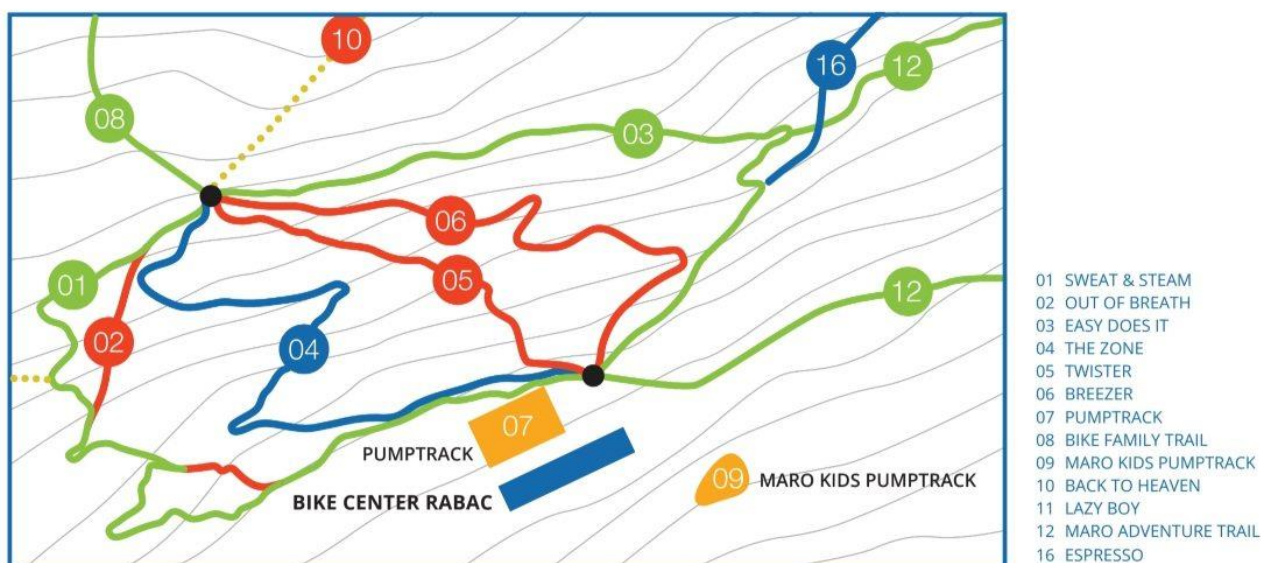 10
16
12
08
03
06
01
05
12
02
04
07
PUMPTRACK
09
MARO KIDS PUMPTRACK
BIKE CENTER RABAC
01 SWEAT & STEAM
02 OUT OF BREATH
03 EASY DOES IT
04 THE ZONE
05 TWISTER
06 BREEZER
07 PUMPTRACK
08 BIKE FAMILY TRAIL
09 MARO KIDS PUMPTRACK
10 BACK TO HEAVEN
11 LAZY BOY
12 MARO ADVENTURE TRAIL
16 ESPRESSO